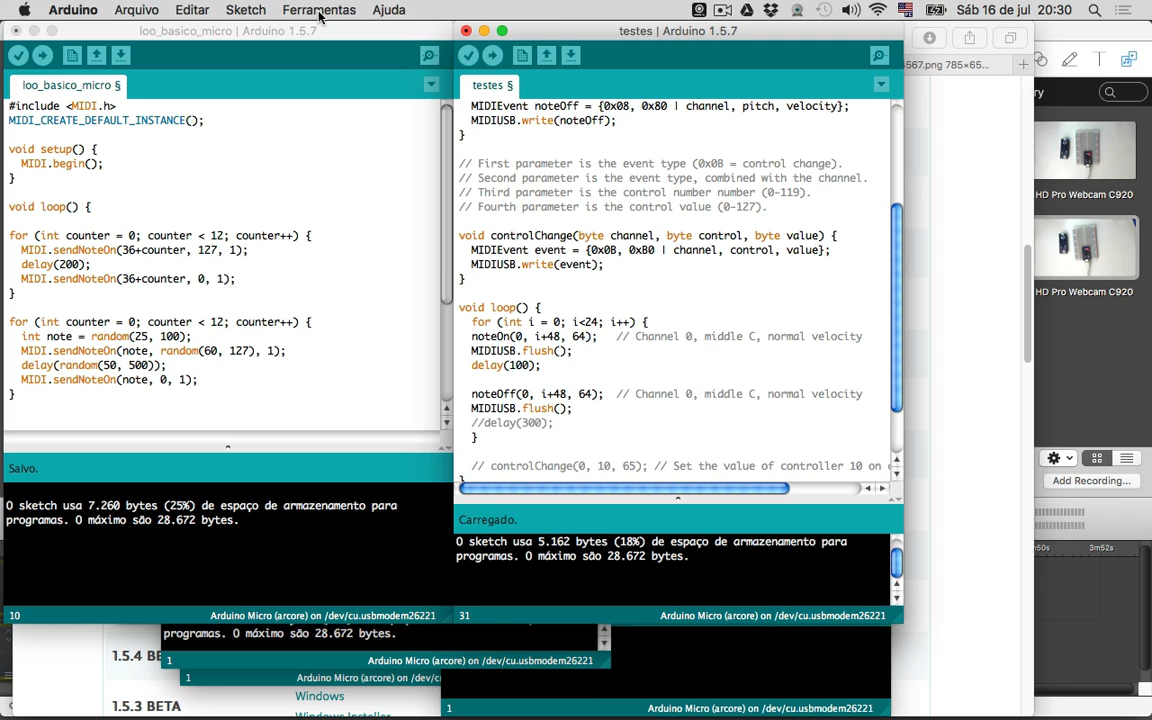 Arduino Arquivo Editar Sketch Ferramentas Ajuda Sáb 16 de jul 20:30
loo_basico_micro | Arduino 1.5.7
loo_basico_micro §
#include <MIDI.h>
MIDI_CREATE_DEFAULT_INSTANCE();
void setup() {
MIDI.begin();
}
void loop() {
for (int counter = 0; counter < 12; counter++) {
MIDI.sendNoteOn(36+counter, 127, 1);
delay(200);
MIDI.sendNoteOn(36+counter, 0, 1);
}
for (int counter = 0; counter < 12; counter++) {
int note = random(25, 100);
MIDI.sendNoteOn(note, random(60, 127), 1);
delay(random(50, 500));
MIDI.sendNoteOn(note, 0, 1);
}
Salvo.
O sketch usa 7.260 bytes (25%) de espaço de armazenamento para
programas. O máximo são 28.672 bytes.
10 Arduino Micro (arcore) on /dev/cu.usbmodem26221
testes | Arduino 1.5.7
testes §
MIDIEvent noteOff = {0x08, 0x80 | channel, pitch, velocity};
MIDIUSB.write(noteOff);
}
// First parameter is the event type (0x0B = control change).
// Second parameter is the event type, combined with the channel.
// Third parameter is the control number number (0-119).
// Fourth parameter is the control value (0-127).
void controlChange(byte channel, byte control, byte value) {
MIDIEvent event = {0x0B, 0xB0 | channel, control, value};
MIDIUSB.write(event);
}
void loop() {
for (int i = 0; i<24; i++) {
noteOn(0, i+48, 64); // Channel 0, middle C, normal velocity
MIDIUSB.flush();
delay(100);
noteOff(0, i+48, 64); // Channel 0, middle C, normal velocity
MIDIUSB.flush();
//delay(300);
}
// controlChange(0, 10, 65); // Set the value of controller 10 on
}
Carregado.
O sketch usa 5.162 bytes (18%) de espaço de armazenamento para
programas. O máximo são 28.672 bytes.
31 Arduino Micro (arcore) on /dev/cu.usbmodem26221
567.png 785×65...
ry
HD Pro Webcam C920
HD Pro Webcam C920
Add Recording...
50s 3m52s
programas. O máximo são 28.672 bytes.
1 Arduino Micro (arcore) on /dev/cu.usbmodem26221
1 Arduino Micro (arcore) on /dev/c
1 Arduino Micro (arcore) on /dev/cu.usbmodem26221
1.5.4 BE
1.5.3 BETA
Windows
Windows Installer